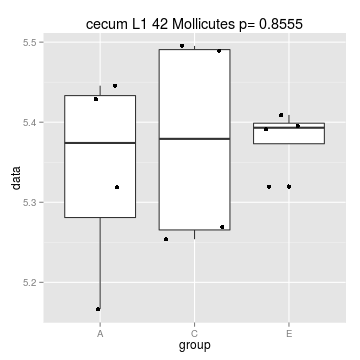 cecum L1 42 Mollicutes p= 0.8555
5.5
5.4
5.3
5.2
data
A C E
group